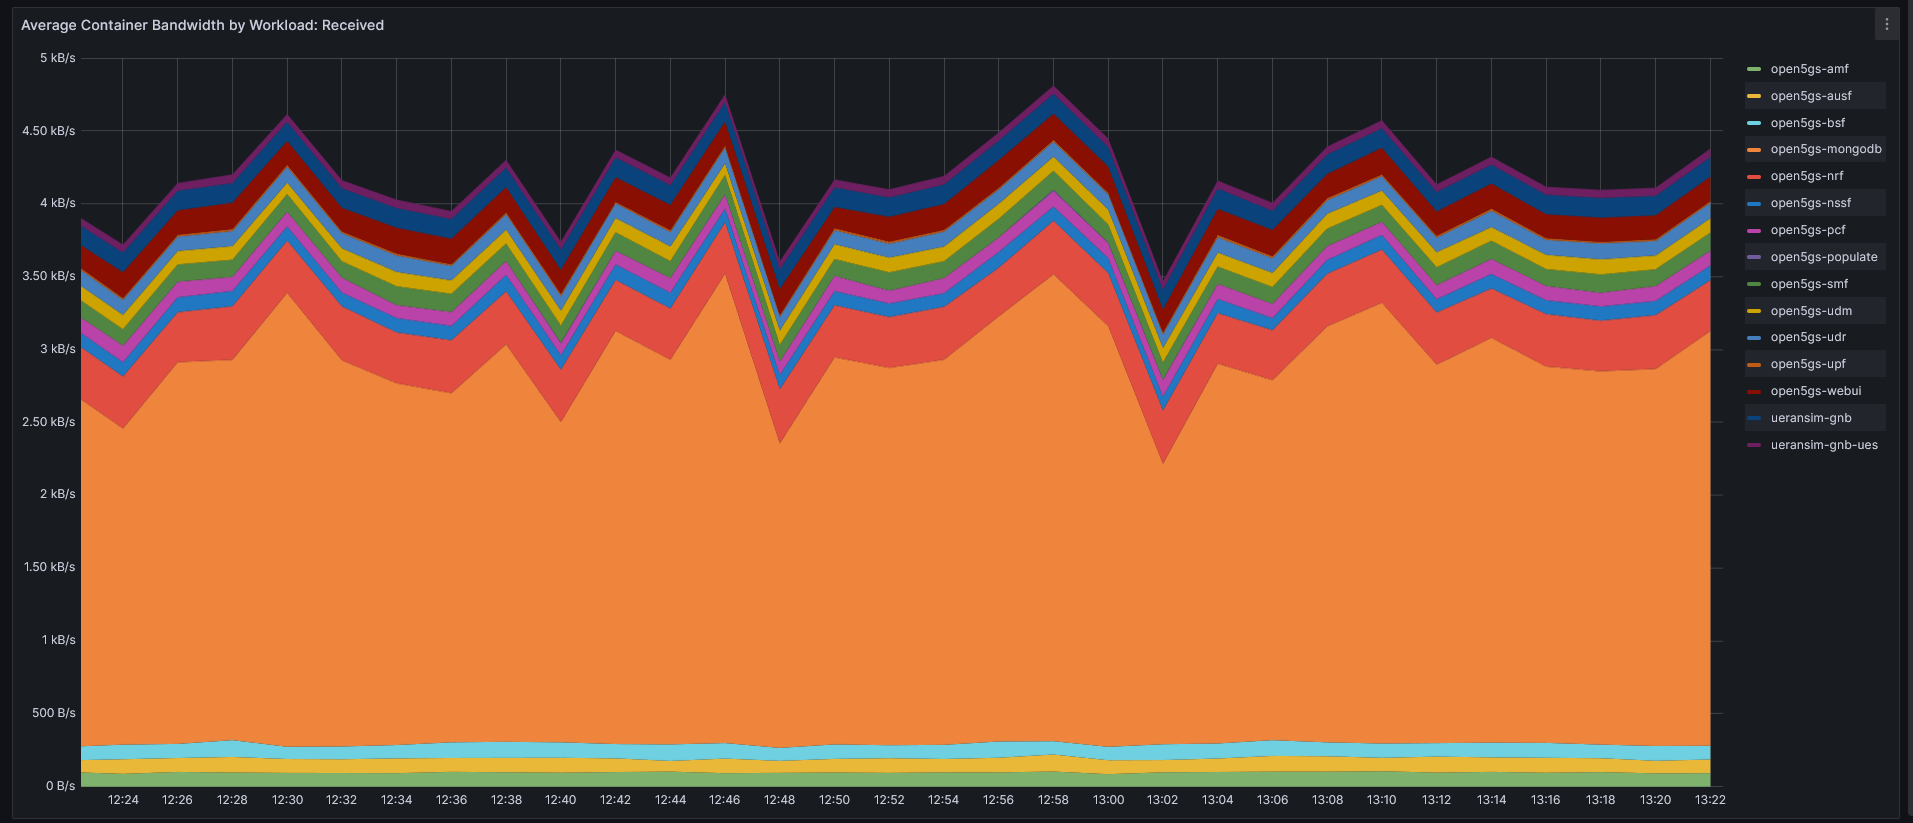 Average Container Bandwidth by Workload: Received
5 kB/s
4.50 kB/s
4 kB/s
3.50 kB/s
3 kB/s
2.50 kB/s
2 kB/s
1.50 kB/s
1 kB/s
500 B/s
0 B/s
12:24 12:26 12:28 12:30 12:32 12:34 12:36 12:38 12:40 12:42 12:44 12:46 12:48 12:50 12:52 12:54 12:56 12:58 13:00 13:02 13:04 13:06 13:08 13:10 13:12 13:14 13:16 13:18 13:20 13:22
open5gs-amf
open5gs-ausf
open5gs-bsf
open5gs-mongodb
open5gs-nrf
open5gs-nssf
open5gs-pcf
open5gs-populate
open5gs-smf
open5gs-udm
open5gs-udr
open5gs-upf
open5gs-webui
ueransim-gnb
ueransim-gnb-ues